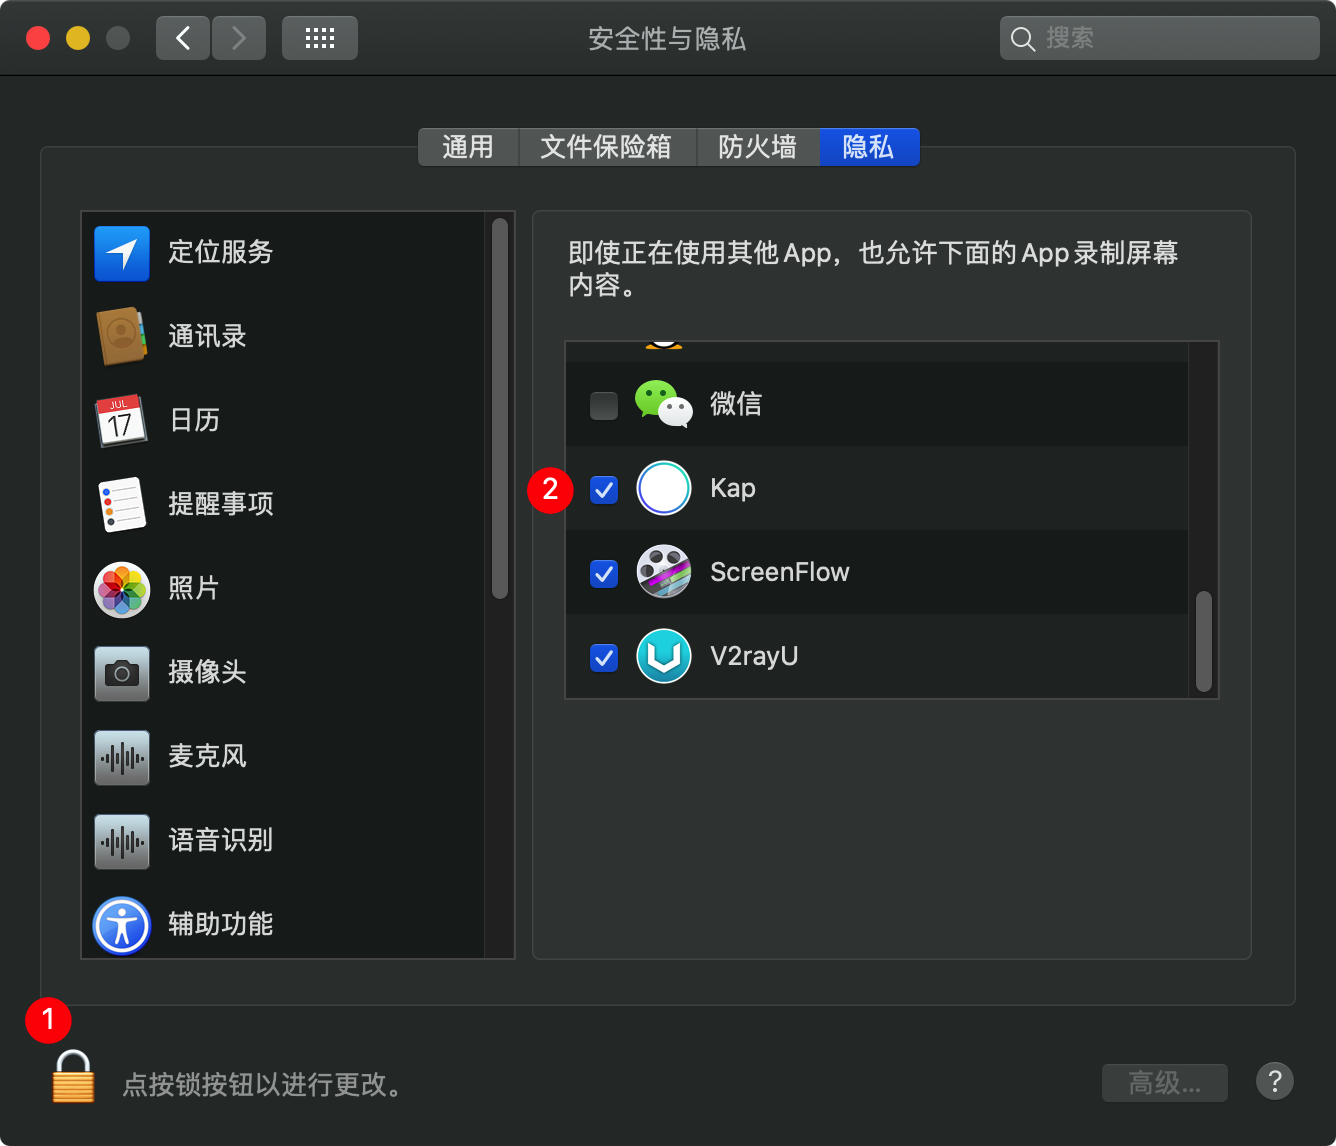 安全性与隐私
搜索
通用
文件保险箱
防火墙
隐私
定位服务
通讯录
JUL
17
日历
提醒事项
照片
摄像头
麦克风
语音识别
辅助功能
即使正在使用其他 App，也允许下面的 App 录制屏幕
内容。
微信
2
Kap
ScreenFlow
V2rayU
1
点按锁按钮以进行更改。
高级...
?